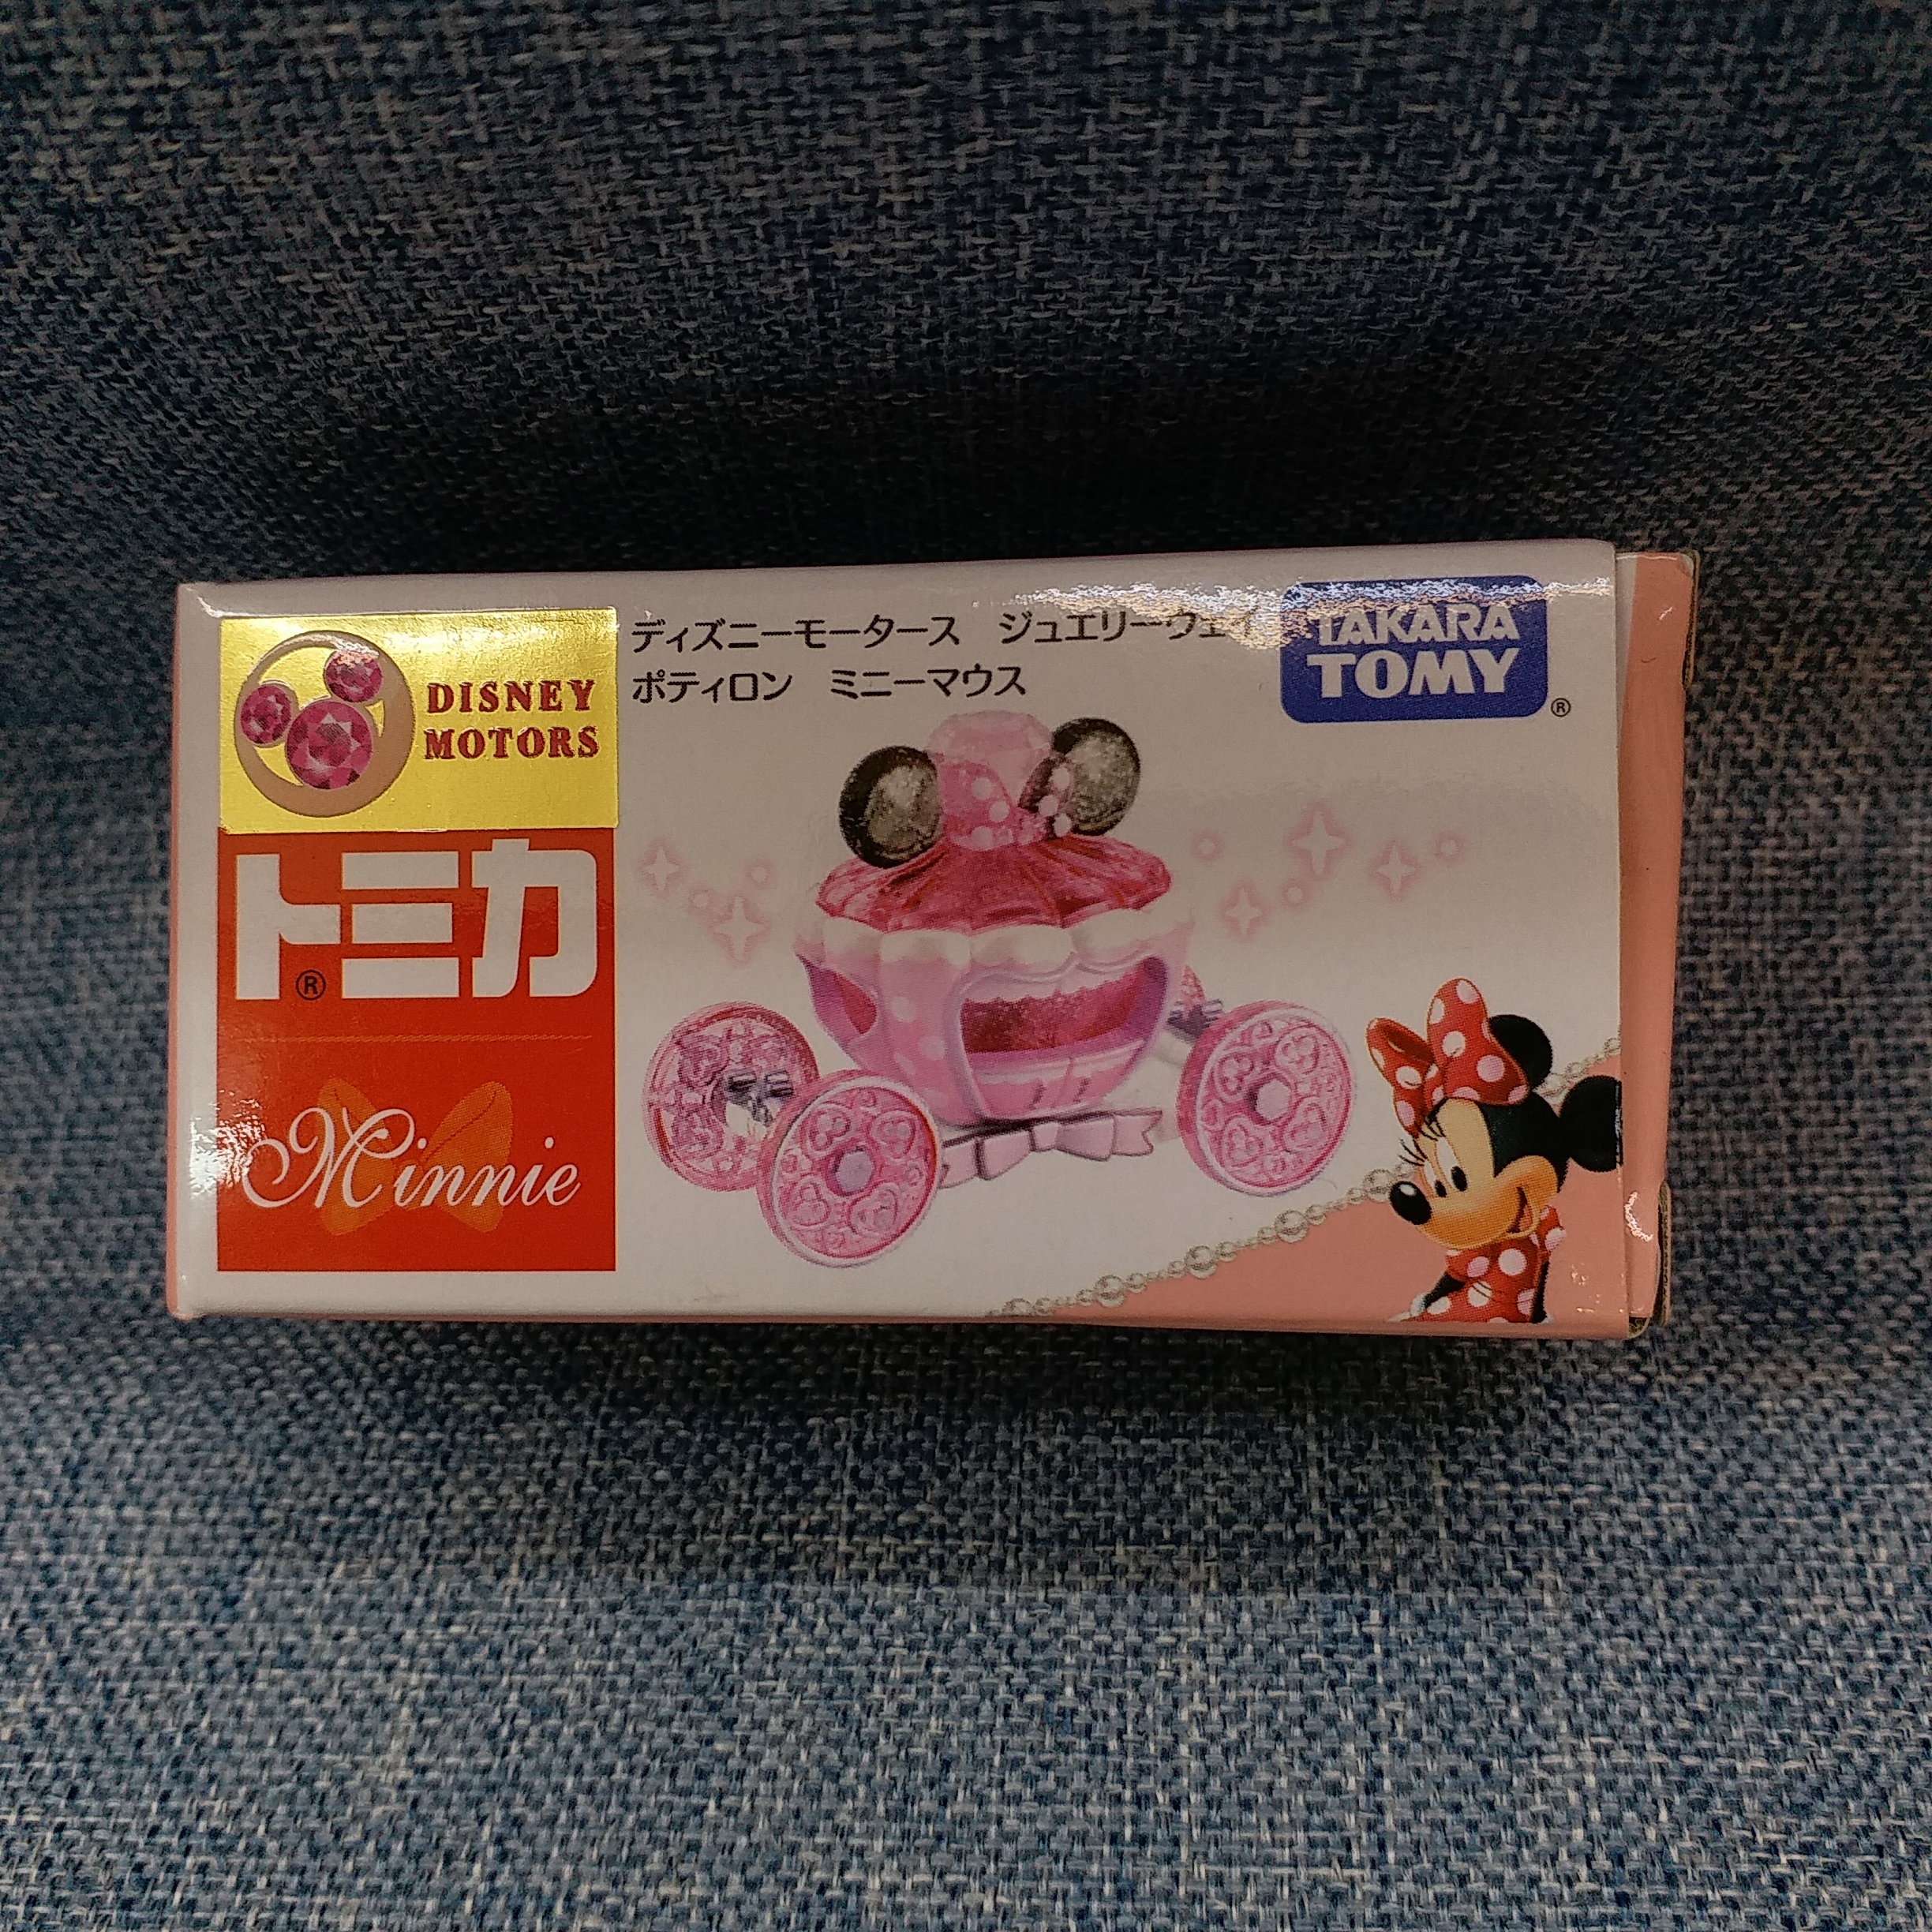 DISNEY
MOTORS
トミカ
®
Minnie
ディズニーモータース ジュエリーウェイ
ポティロン ミニーマウス
TAKARA
TOMY
®